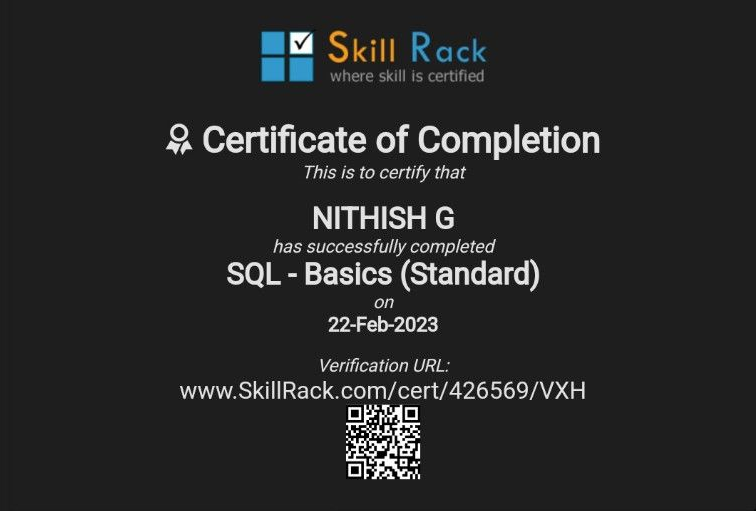 Skill Rack
where skill is certified
Certificate of Completion
This is to certify that
NITHISH G
has successfully completed
SQL - Basics (Standard)
on
22-Feb-2023
Verification URL:
www.SkillRack.com/cert/426569/VXH